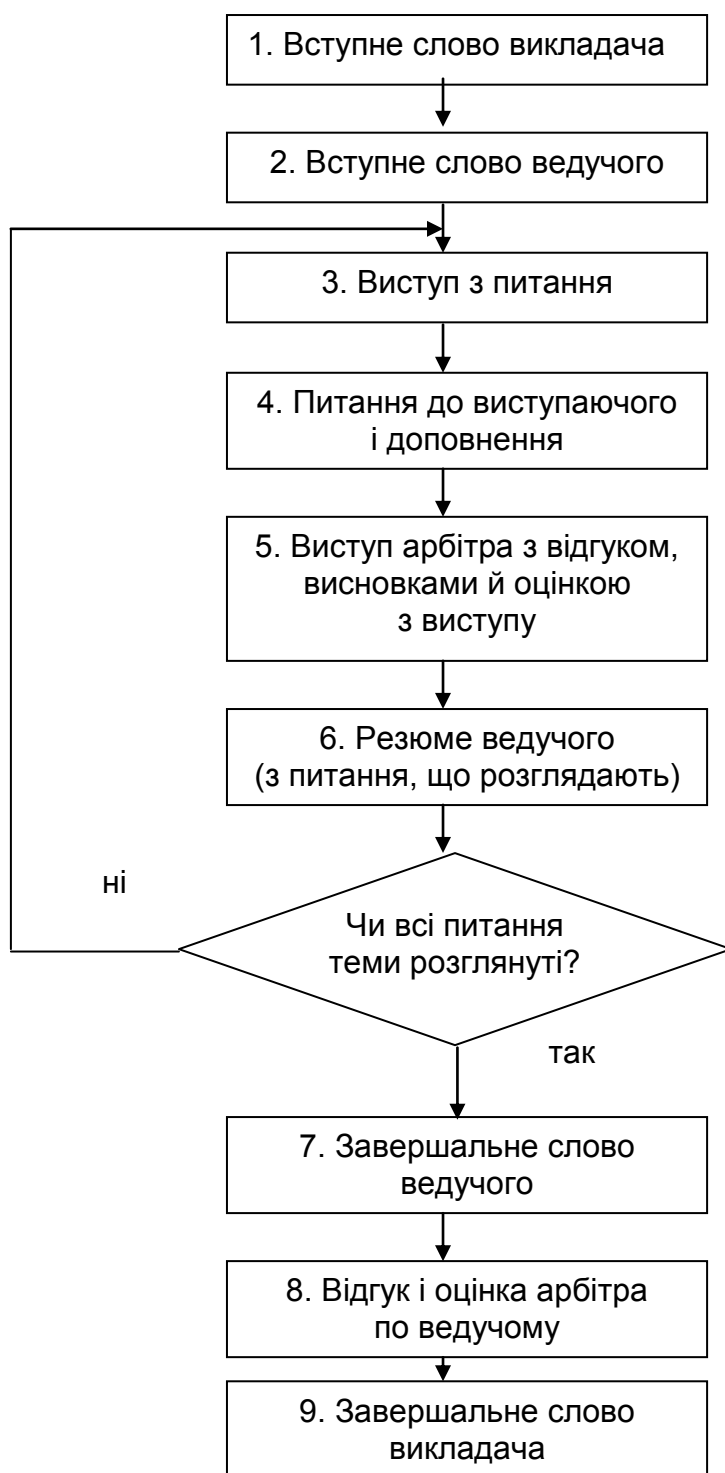 1. Вступне слово викладача
2. Вступне слово ведучого
3. Виступ з питання
4. Питання до виступаючого
і доповнення
5. Виступ арбітра з відгуком,
висновками й оцінкою
з виступу
6. Резюме ведучого
(з питання, що розглядають)
ні
Чи всі питання
теми розглянуті?
так
7. Завершальне слово
ведучого
8. Відгук і оцінка арбітра
по ведучому
9. Завершальне слово
викладача